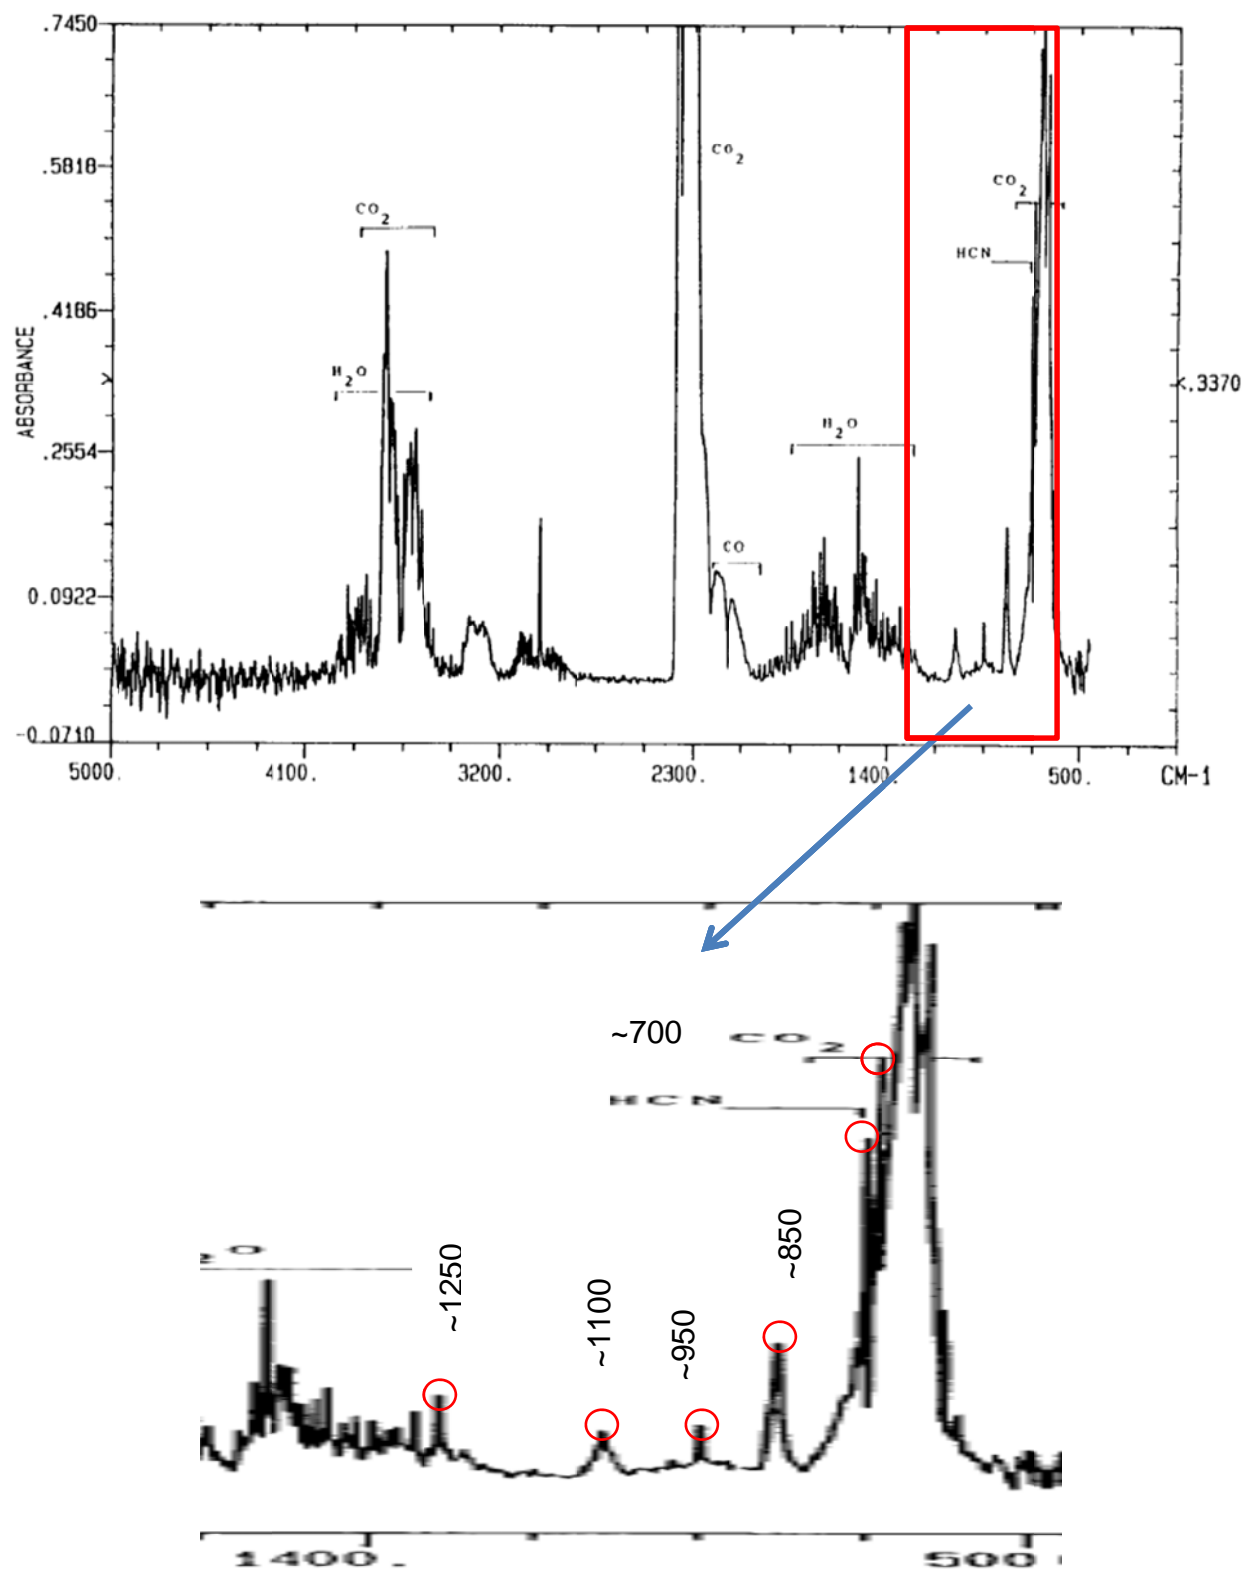 .7450
.5818
CO2
CO2
CO2
HCN
.4186
ABSORBANCE
H2O
<.3370
.2554
H2O
CO
0.0922
-0.0710
5000.
4100.
3200.
2300.
1400.
500.
CM-1
~700
CO2
HCN
~850
2O
~1250
~1100
~950
1400.
500